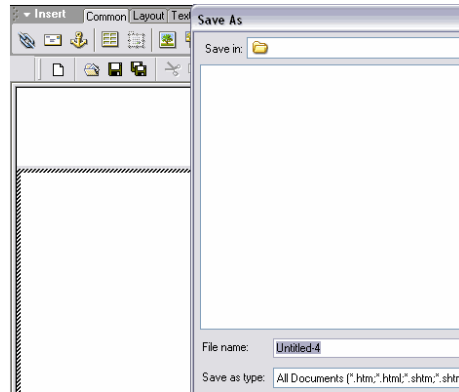 Insert Common Layout Tex
Save As
Save in:
File name: Untitled-4
Save as type: All Documents (*.htm;*.html;*.shtm;*.shtm